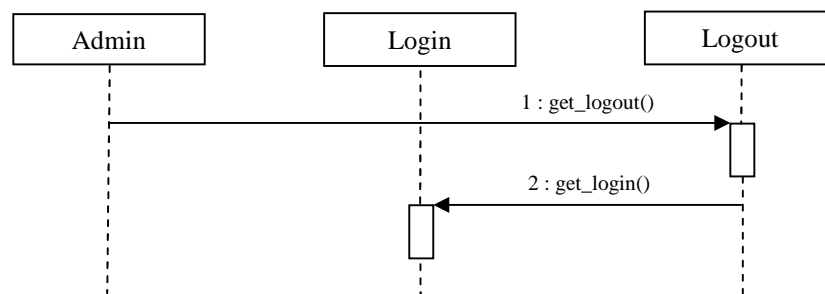 Admin
Login
Logout
1 : get_logout()
2 : get_login()